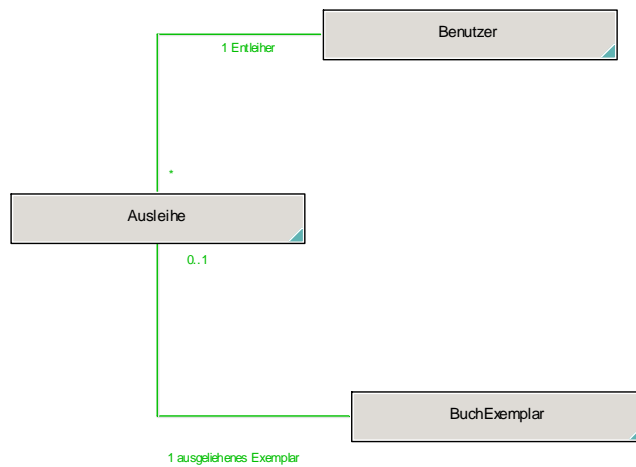 Benutzer
1 Entleiher
*
Ausleihe
0..1
BuchExemplar
1 ausgeliehenes Exemplar